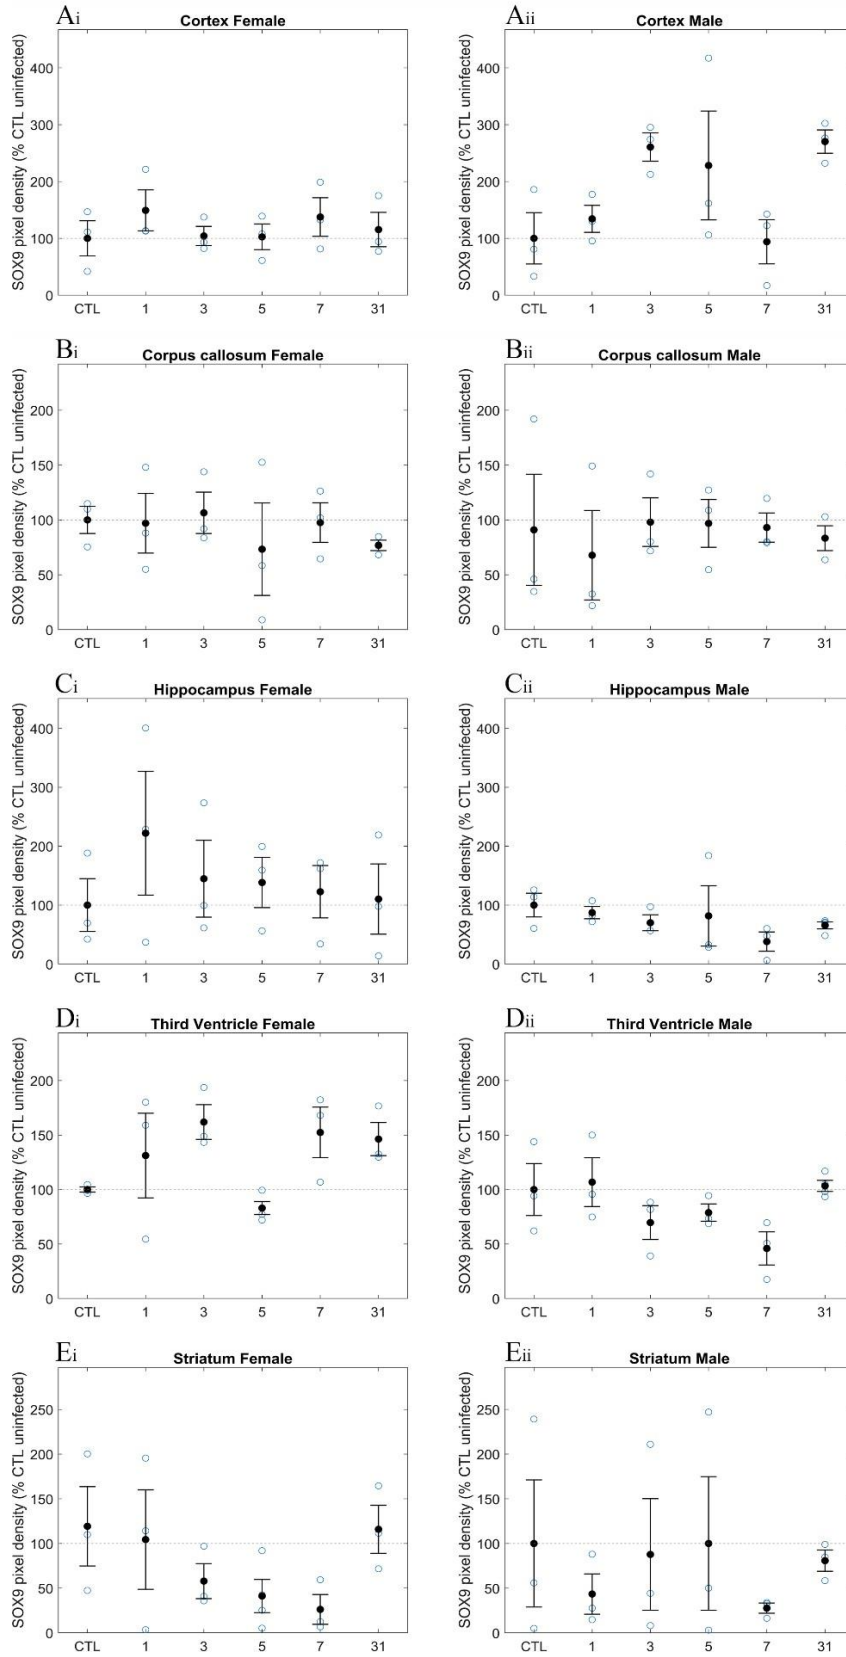 Ai
Cortex Female
SOX9 pixel density (% CTL uninfected)
400
300
200
100
0
CTL 1 3 5 7 31
Aii
Cortex Male
SOX9 pixel density (% CTL uninfected)
400
300
200
100
0
CTL 1 3 5 7 31
Bi
Corpus callosum Female
SOX9 pixel density (% CTL uninfected)
200
150
100
50
0
CTL 1 3 5 7 31
Bii
Corpus callosum Male
SOX9 pixel density (% CTL uninfected)
200
150
100
50
0
CTL 1 3 5 7 31
Ci
Hippocampus Female
SOX9 pixel density (% CTL uninfected)
400
300
200
100
0
CTL 1 3 5 7 31
Cii
Hippocampus Male
SOX9 pixel density (% CTL uninfected)
400
300
200
100
0
CTL 1 3 5 7 31
Di
Third Ventricle Female
SOX9 pixel density (% CTL uninfected)
200
150
100
50
0
CTL 1 3 5 7 31
Dii
Third Ventricle Male
SOX9 pixel density (% CTL uninfected)
200
150
100
50
0
CTL 1 3 5 7 31
Ei
Striatum Female
SOX9 pixel density (% CTL uninfected)
250
200
150
100
50
0
CTL 1 3 5 7 31
Eii
Striatum Male
SOX9 pixel density (% CTL uninfected)
250
200
150
100
50
0
CTL 1 3 5 7 31